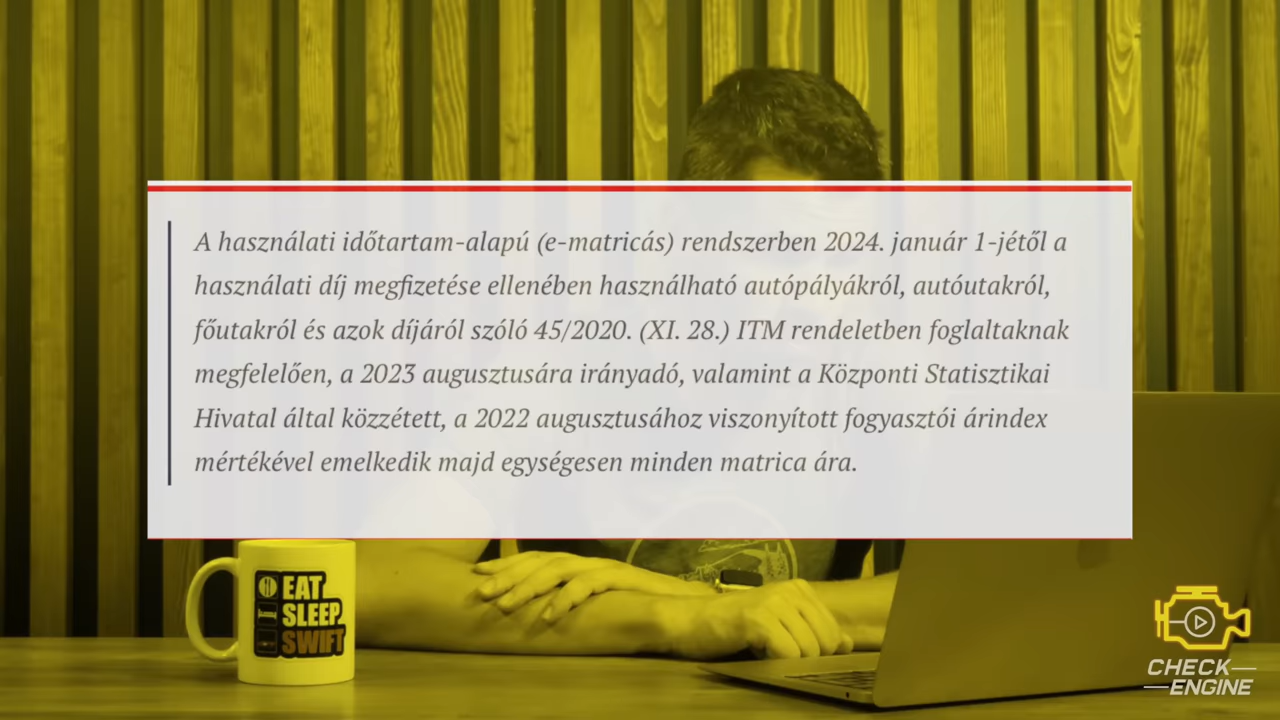 A használati időtartam-alapú (e-matricás) rendszerben 2024. január 1-jétől a
használati díj megfizetése ellenében használható autópályákról, autóutakról,
főutakról és azok díjáról szóló 45/2020. (XI. 28.) ITM rendeletben foglaltaknak
megfelelően, a 2023 augusztusára irányadó, valamint a Központi Statisztikai
Hivatal által közzétett, a 2022 augusztusához viszonyított fogyasztói árindex
mértékével emelkedik majd egységesen minden matrica ára.
EAT
SLEEP
SWIFT
CHECK
ENGINE